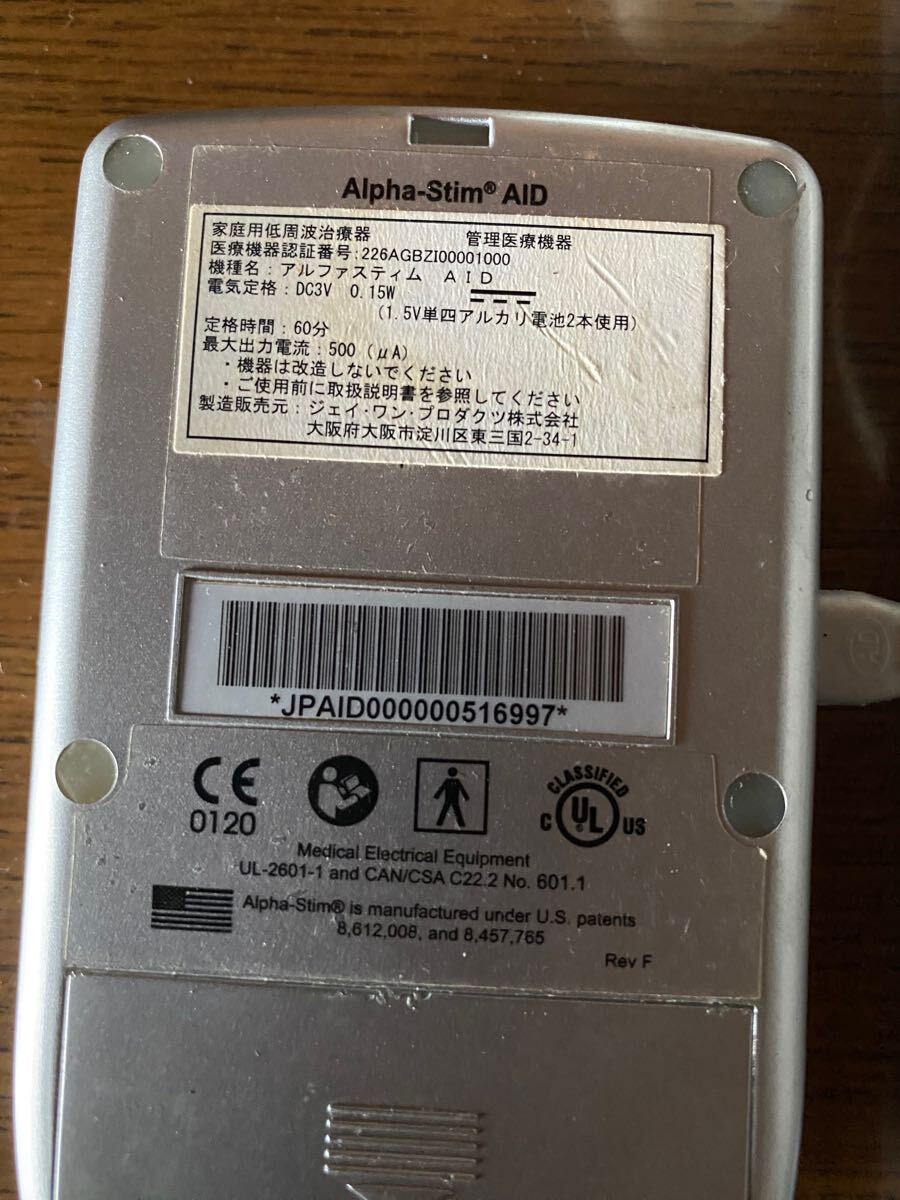 Alpha-Stim® AID
家庭用低周波治療器 管理医療機器
医療機器認証番号:226AGBZI00001000
機種名:アルファスティム AID
電気定格:DC3V 0.15W
(1.5V単四アルカリ電池2本使用)
定格時間:60分
最大出力電流:500(μA)
・機器は改造しないでください
・ご使用前に取扱説明書を参照してください
製造販売元:ジェイ・ワン・プロダクツ株式会社
大阪府大阪市淀川区東三国2-34-1
*JPAID000000516997*
CE
0120
CLASSIFIED
C UL® US
Medical Electrical Equipment
UL-2601-1 and CAN/CSA C22.2 No. 601.1
Alpha-Stim® is manufactured under U.S. patents
8,612,008, and 8,457,765
Rev F